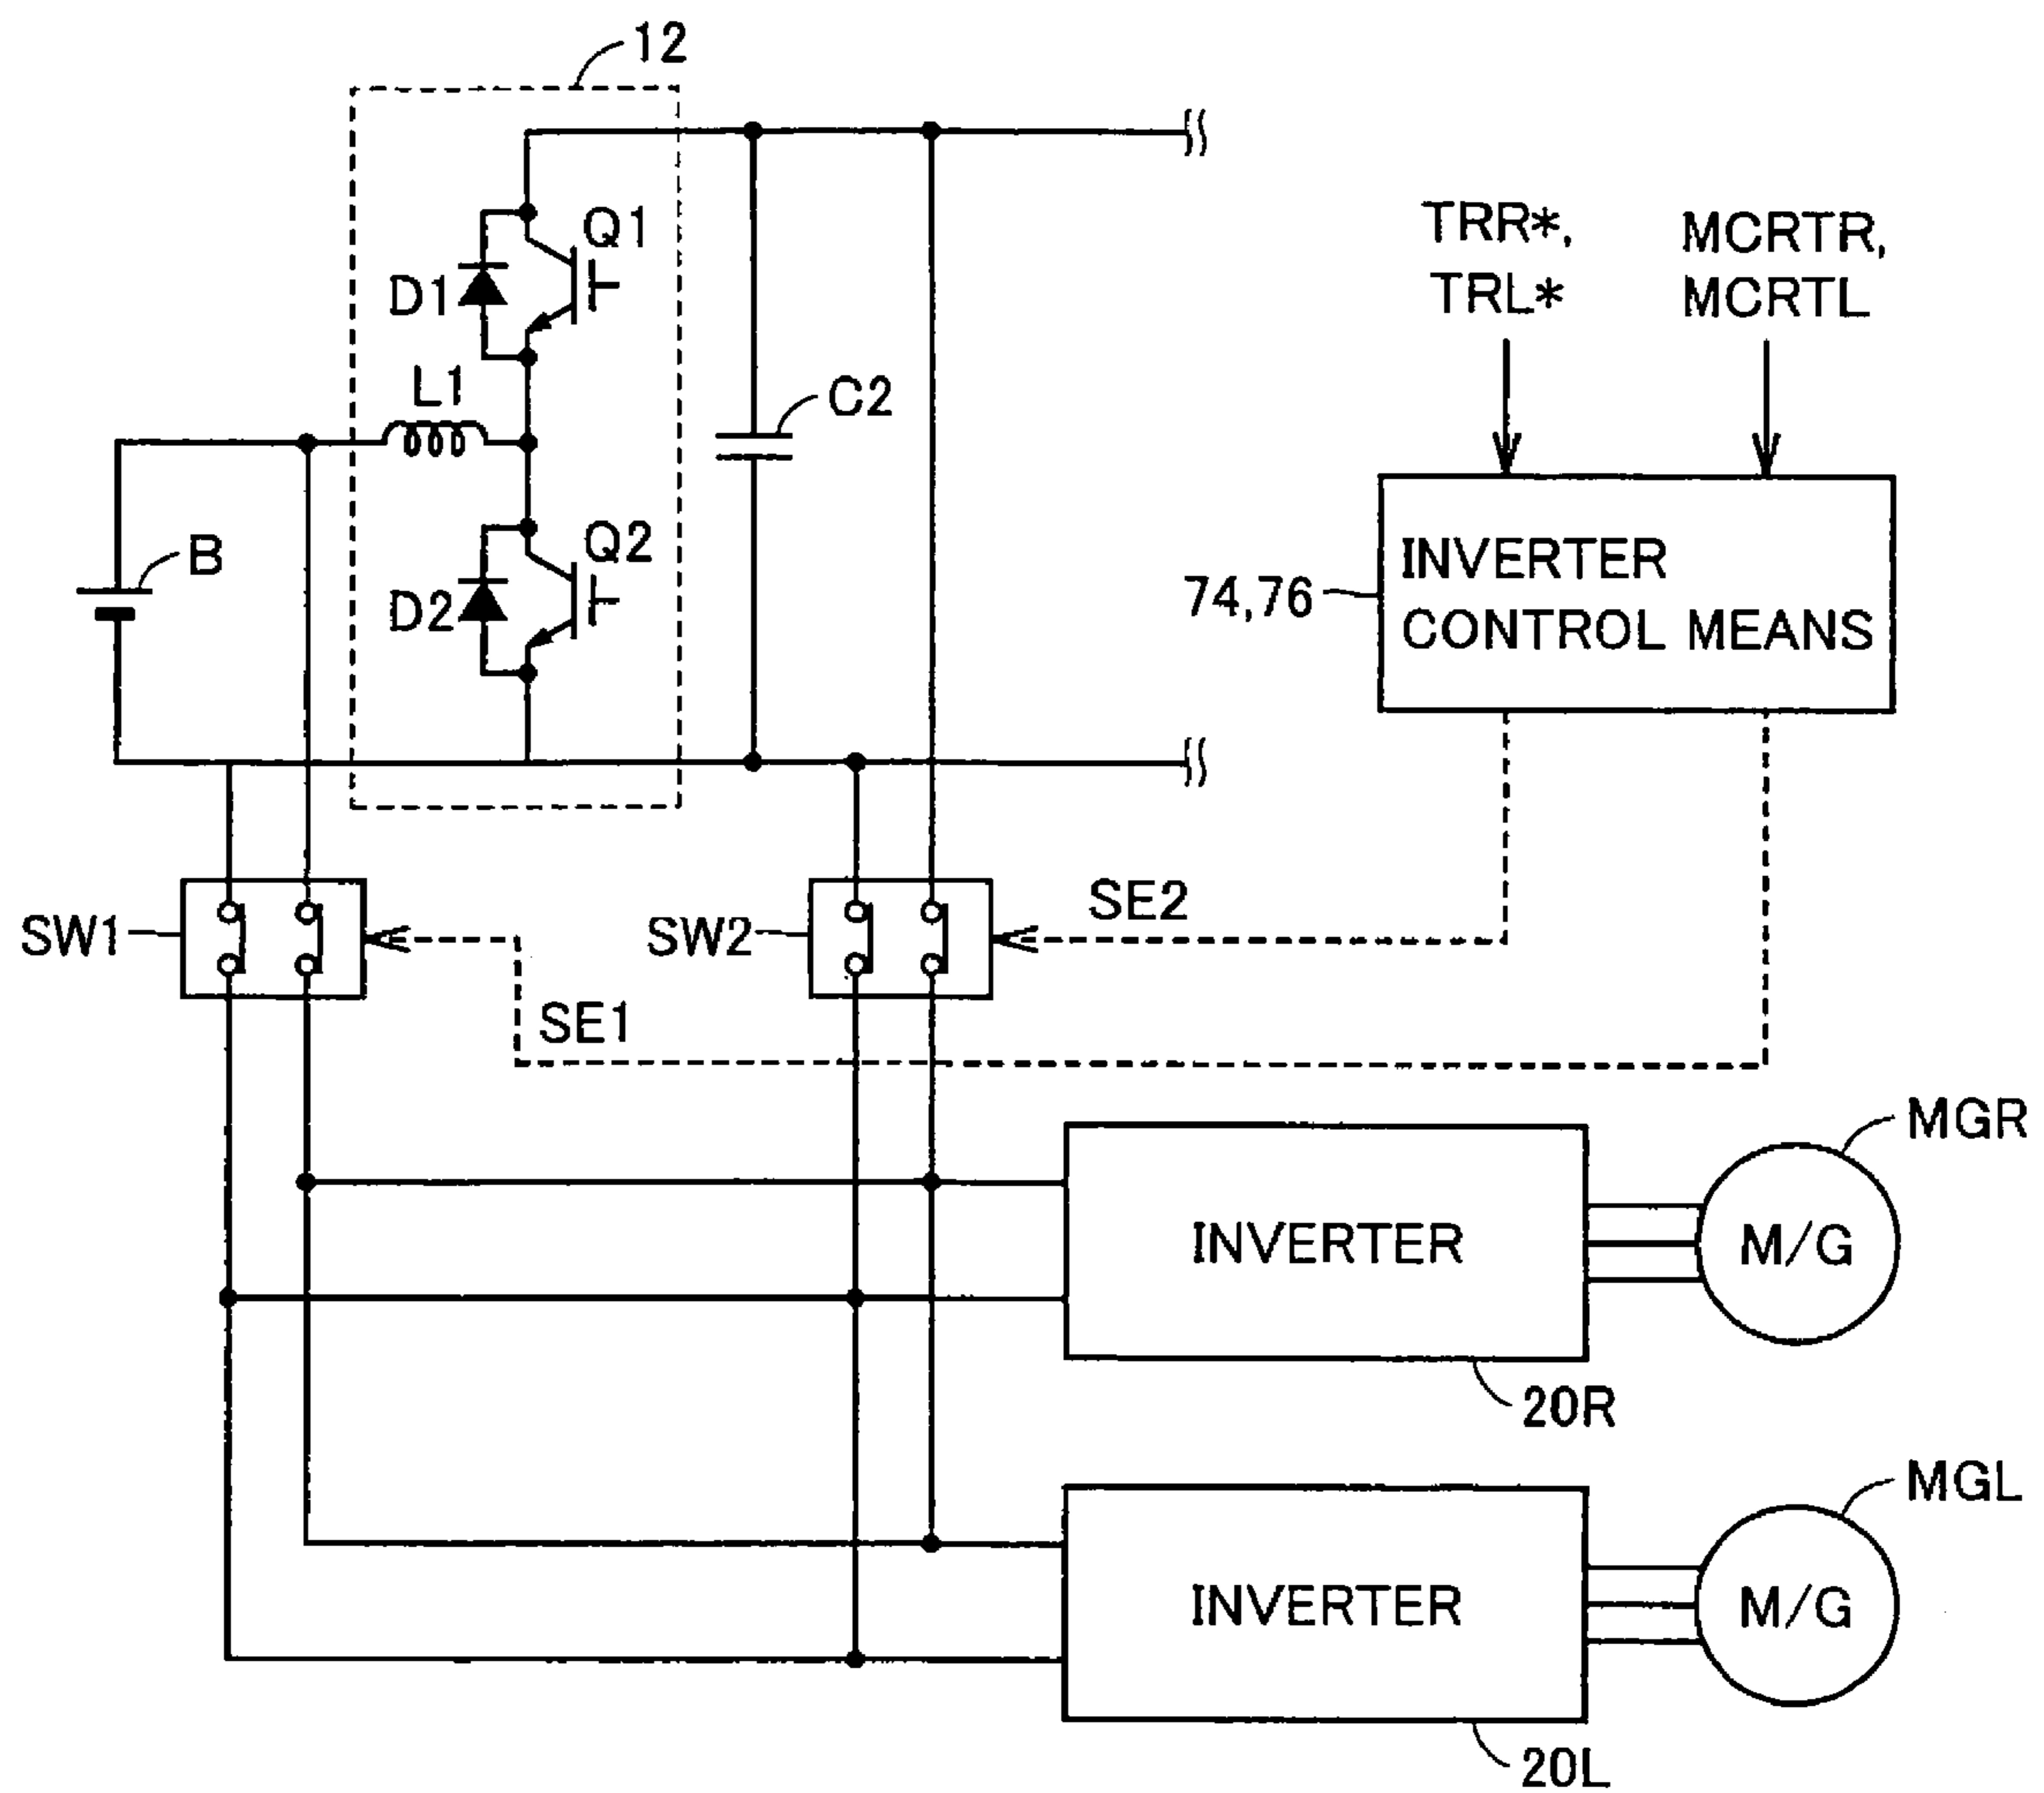 12
TRR*,
TRL*
MCRTR,
MCRTL
Q1
D1
L1
C2
B
Q2
D2
74,76
INVERTER
CONTROL MEANS
SW1
SW2
SE2
SE1
MGR
INVERTER
M/G
20R
MGL
INVERTER
M/G
20L